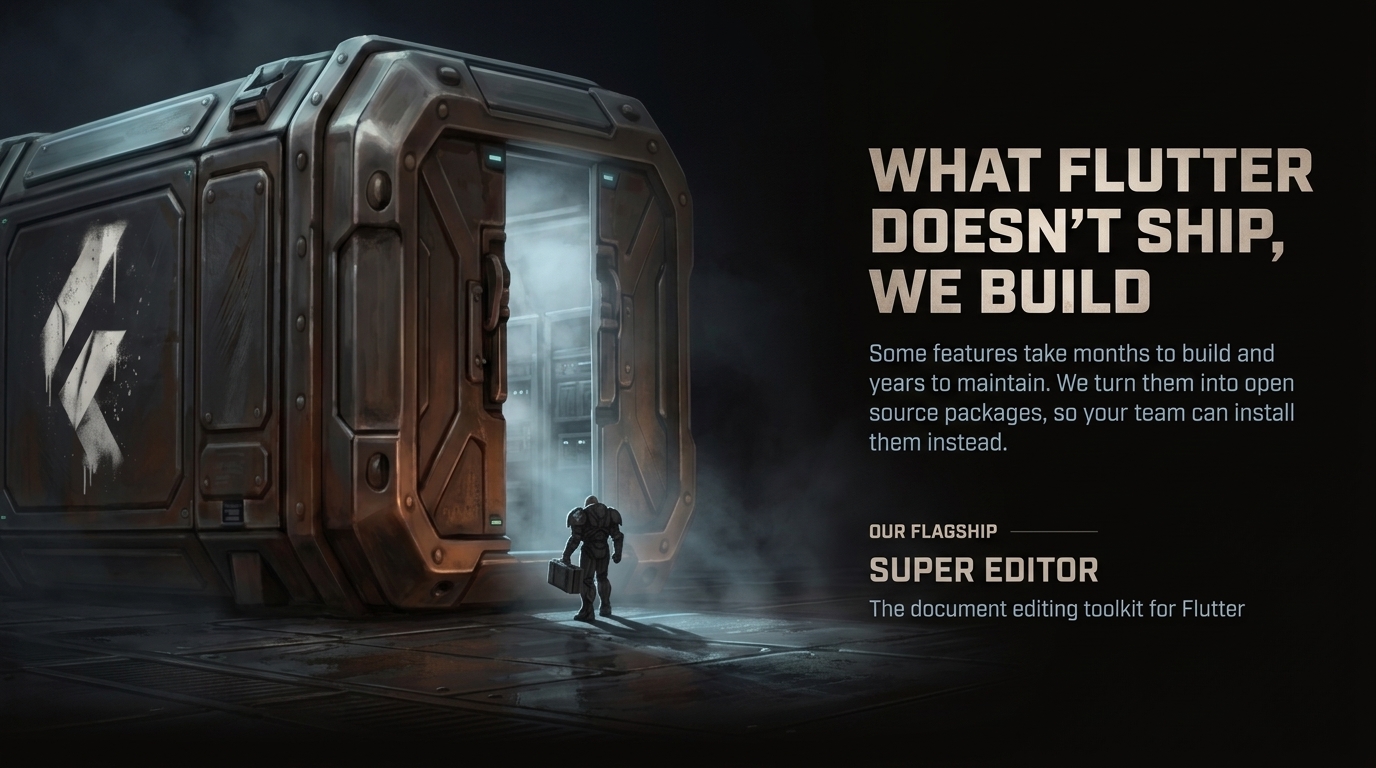 WHAT FLUTTER
DOESN’T SHIP,
WE BUILD
Some features take months to build and
years to maintain. We turn them into open
source packages, so your team can install
them instead.
OUR FLAGSHIP
SUPER EDITOR
The document editing toolkit for Flutter